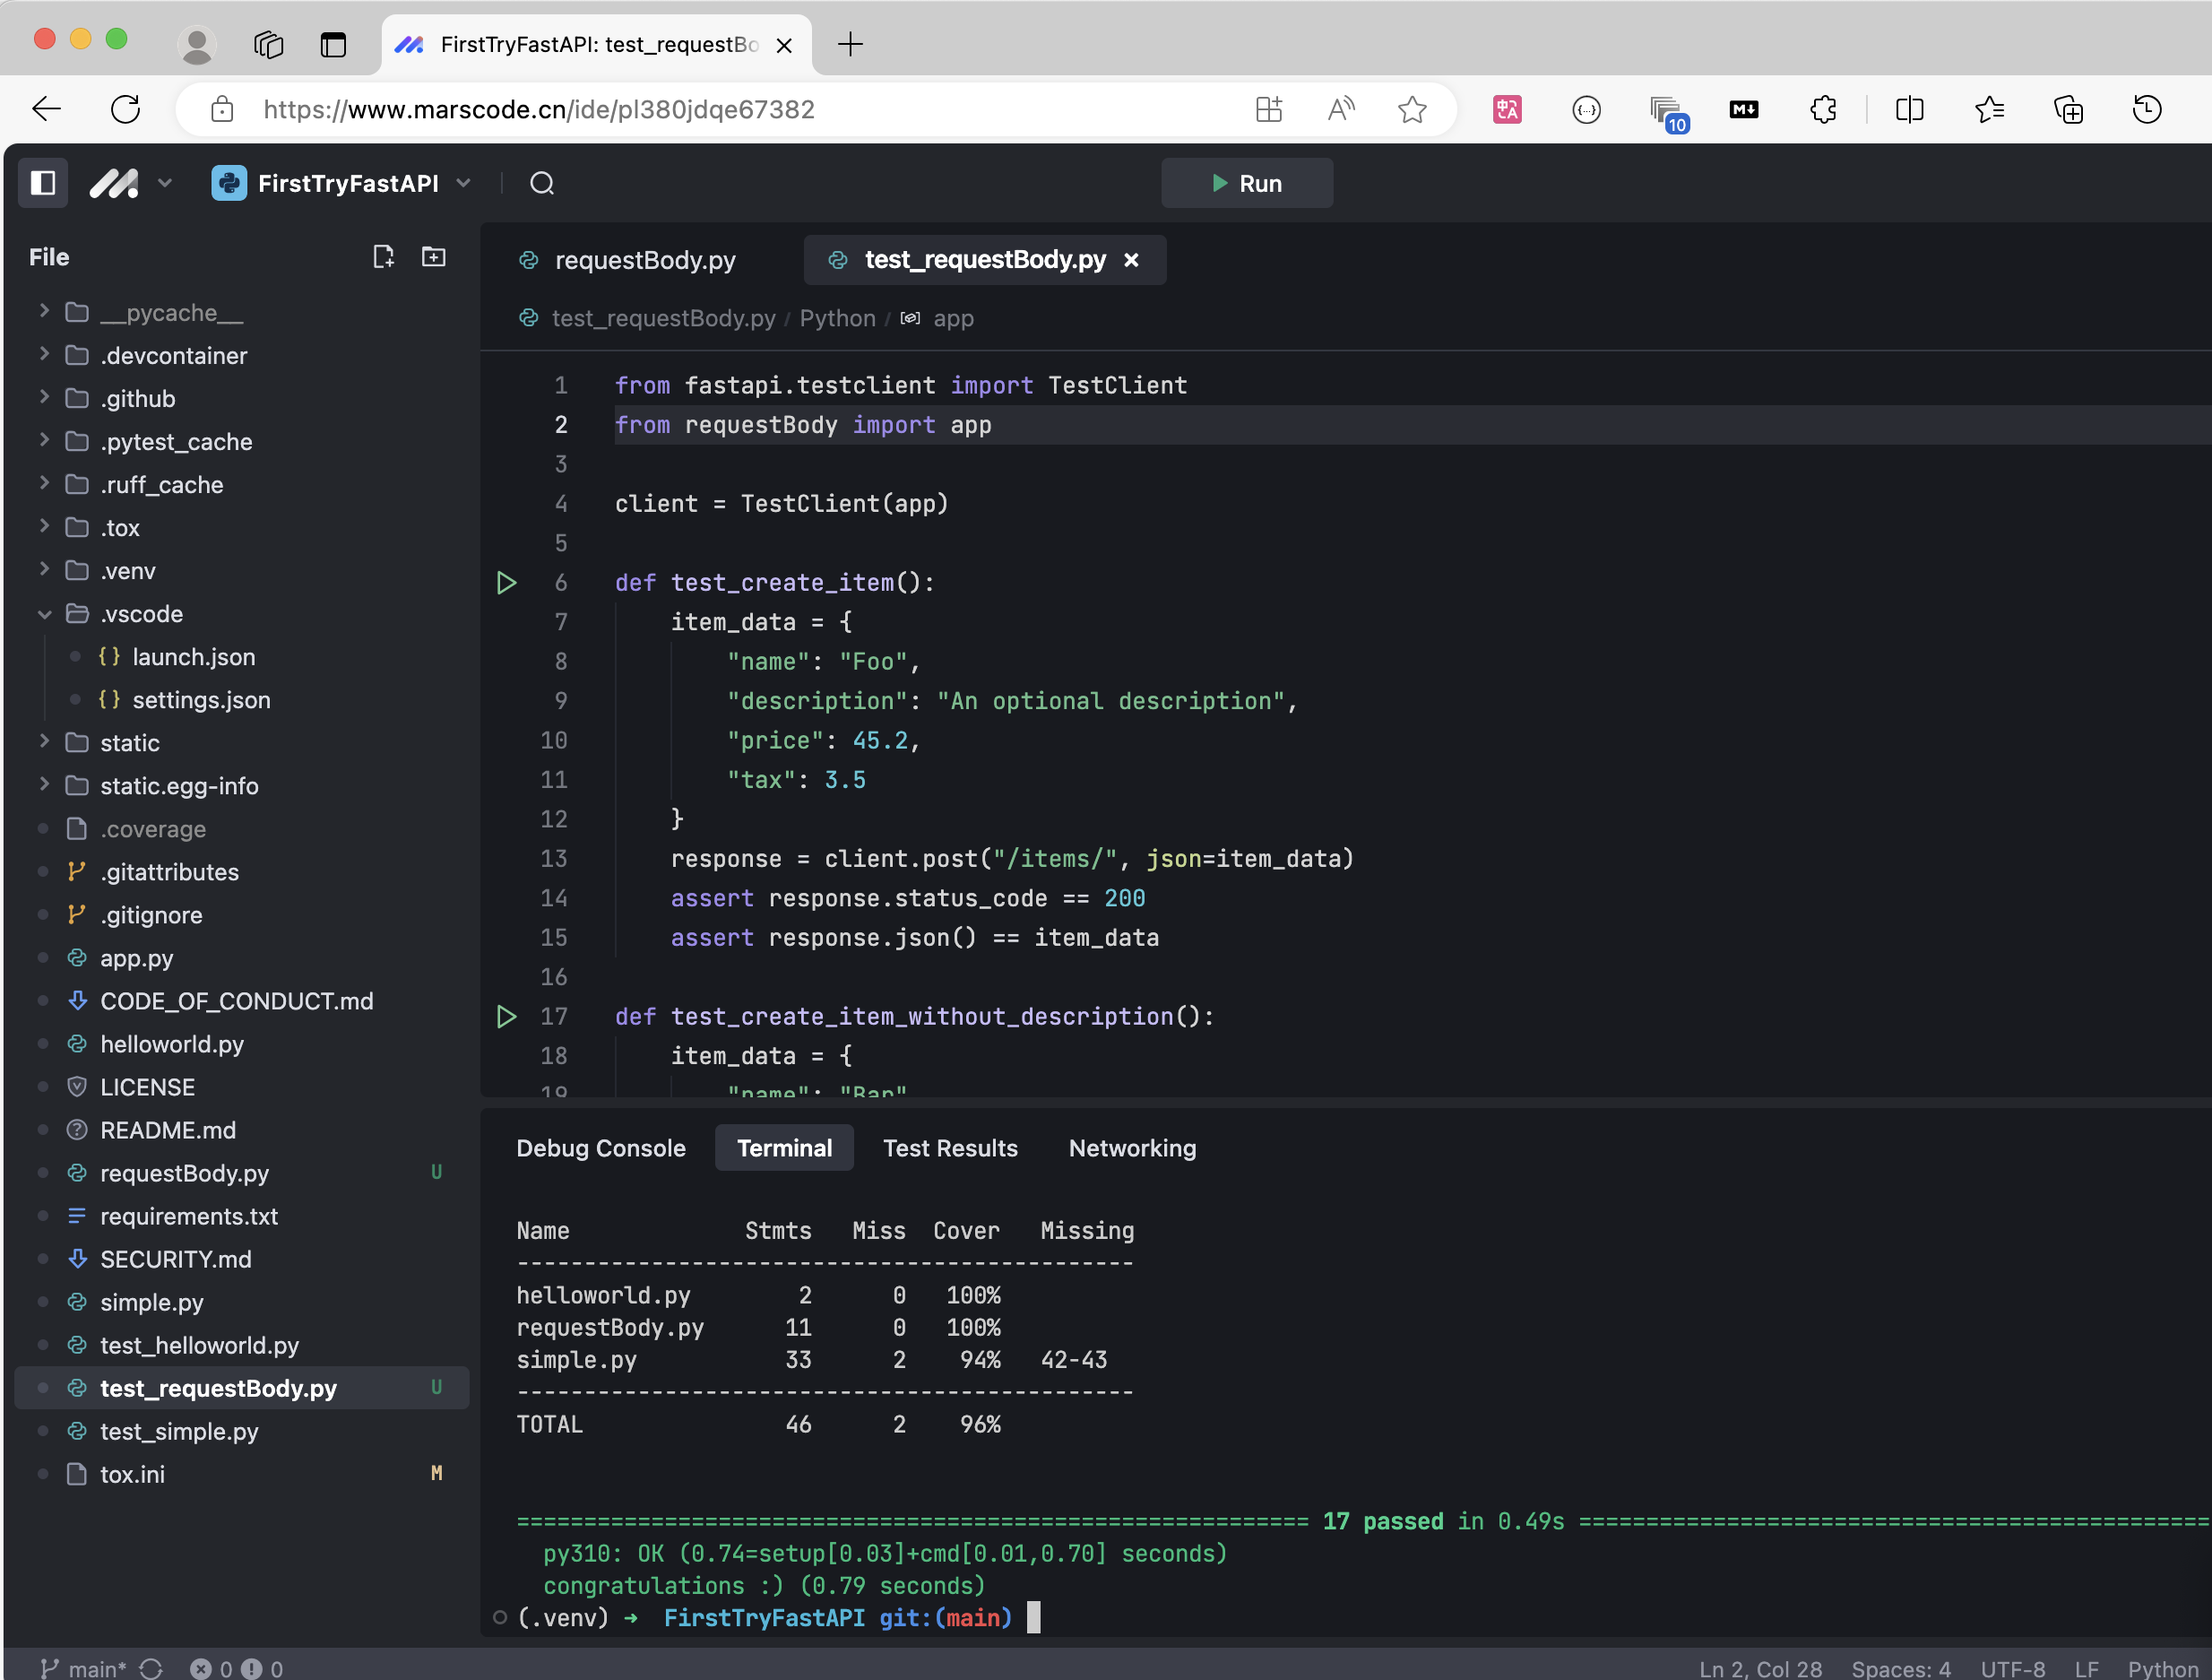 FirstTryFastAPI: test_requestBo
https://www.marscode.cn/ide/pl380jdqe67382
10
FirstTryFastAPI
Run
File
__pycache__
.devcontainer
.github
.pytest_cache
.ruff_cache
.tox
.venv
.vscode
launch.json
settings.json
static
static.egg-info
.coverage
.gitattributes
.gitignore
app.py
CODE_OF_CONDUCT.md
helloworld.py
LICENSE
README.md
requestBody.py U
requirements.txt
SECURITY.md
simple.py
test_helloworld.py
test_requestBody.py U
test_simple.py
tox.ini M
requestBody.py test_requestBody.py
test_requestBody.py / Python / app
1 from fastapi.testclient import TestClient
2 from requestBody import app
3
4 client = TestClient(app)
5
6 def test_create_item():
7 item_data = {
8 "name": "Foo",
9 "description": "An optional description",
10 "price": 45.2,
11 "tax": 3.5
12 }
13 response = client.post("/items/", json=item_data)
14 assert response.status_code == 200
15 assert response.json() == item_data
16
17 def test_create_item_without_description():
18 item_data = {
19 "name": "Bar"
Debug Console Terminal Test Results Networking
Name Stmts Miss Cover Missing
----------------------------------------------
helloworld.py 2 0 100%
requestBody.py 11 0 100%
simple.py 33 2 94% 42-43
----------------------------------------------
TOTAL 46 2 96%
=========================================================== 17 passed in 0.49s ===============================================
py310: OK (0.74=setup[0.03]+cmd[0.01,0.70] seconds)
congratulations :) (0.79 seconds)
(.venv) ➜ FirstTryFastAPI git:(main)
main* 0 0 Ln 2, Col 28 Spaces: 4 UTF-8 LF Python